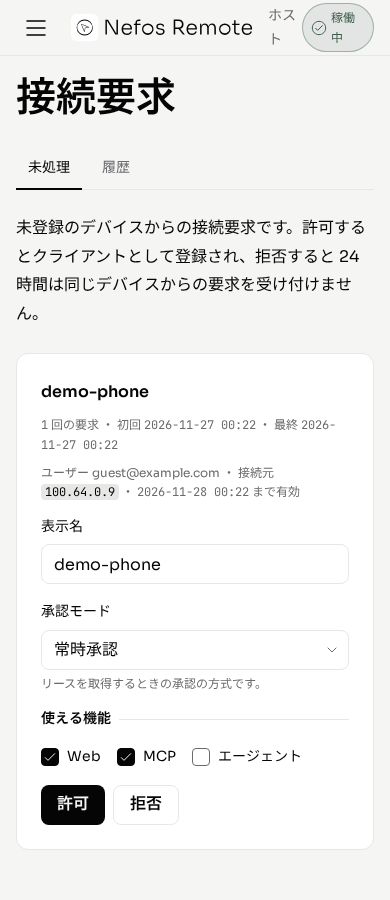 Nefos Remote
ホス
ト
稼働
中
接続要求
未処理 履歴
未登録のデバイスからの接続要求です。許可する
とクライアントとして登録され、拒否すると 24
時間は同じデバイスからの要求を受け付けませ
ん。
demo-phone
1 回の要求 ・ 初回 2026-11-27 00:22 ・ 最終 2026-
11-27 00:22
ユーザー guest@example.com ・ 接続元
100.64.0.9 ・ 2026-11-28 00:22 まで有効
表示名
demo-phone
承認モード
常時承認
リースを取得するときの承認の方式です。
使える機能
Web MCP エージェント
許可 拒否